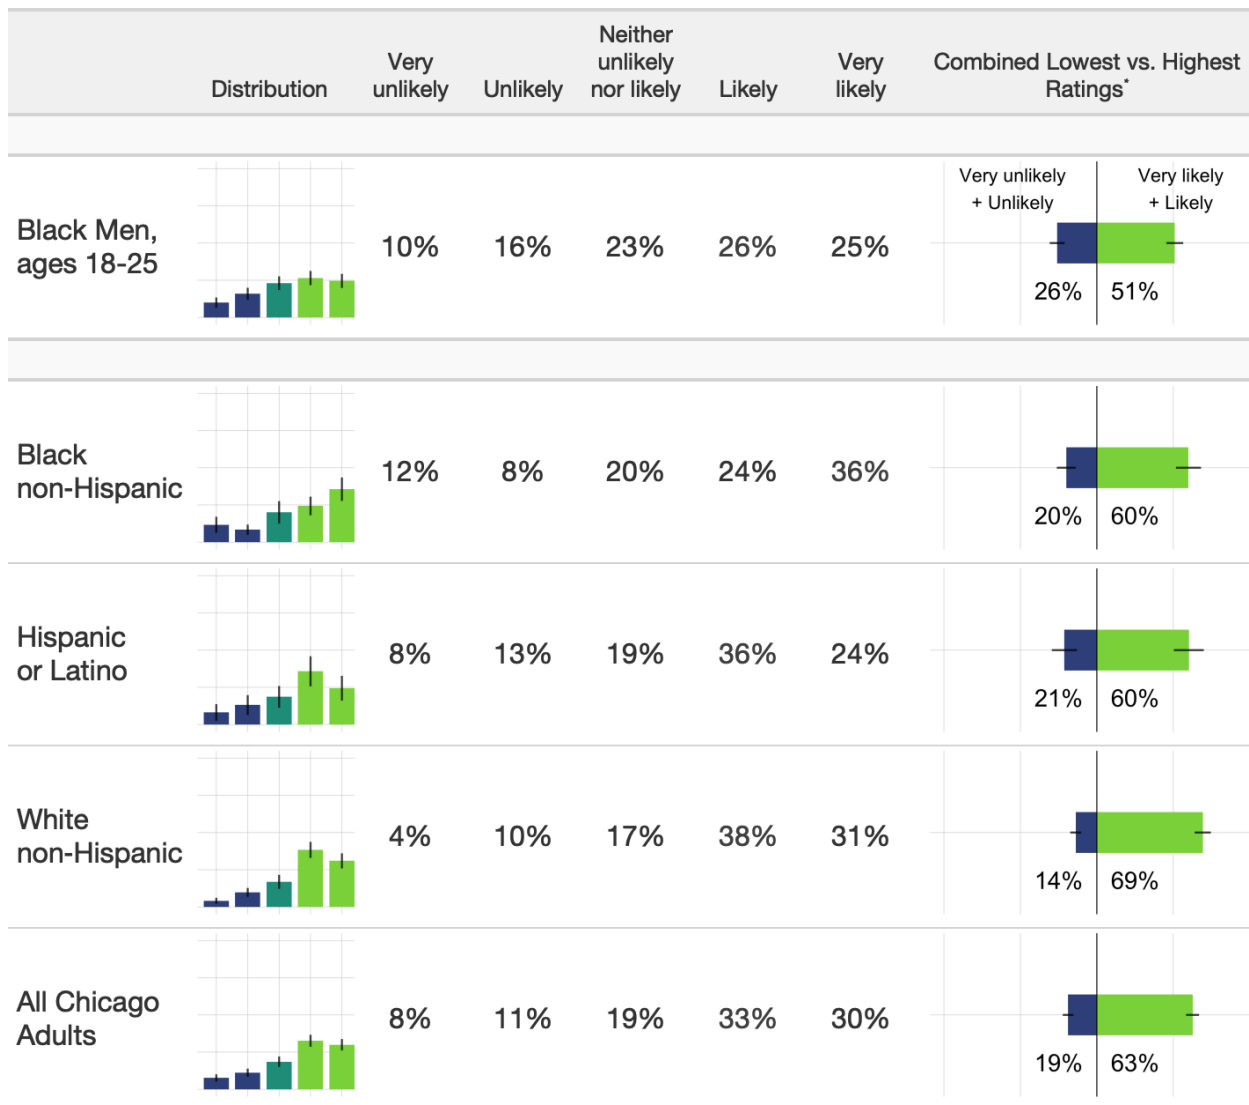 Distribution
Very
unlikely
Unlikely
Neither
unlikely
nor likely
Likely
Very
likely
Combined Lowest vs. Highest
Ratings*
Black Men,
ages 18-25
10% 16% 23% 26% 25%
Very unlikely
+ Unlikely
Very likely
+ Likely
26% 51%
Black
non-Hispanic
12% 8% 20% 24% 36%
20% 60%
Hispanic
or Latino
8% 13% 19% 36% 24%
21% 60%
White
non-Hispanic
4% 10% 17% 38% 31%
14% 69%
All Chicago
Adults
8% 11% 19% 33% 30%
19% 63%